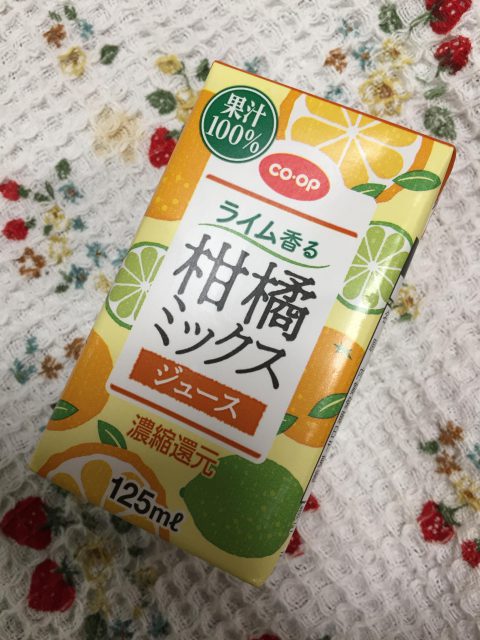 果汁
100%
CO·OP
ライム香る
柑橘
ミックス
ジュース
濃縮還元
125mℓ